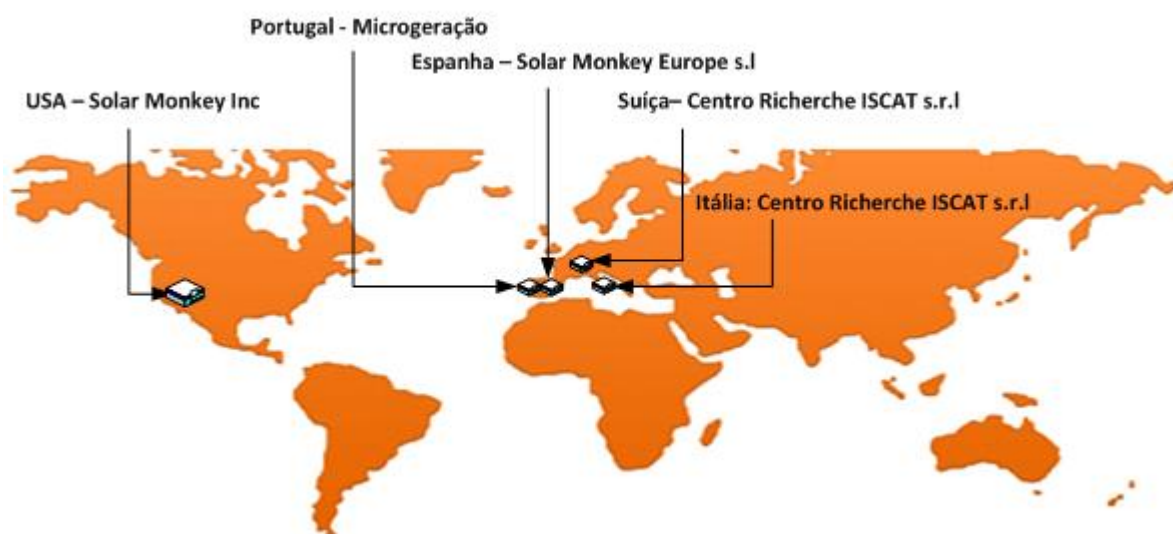 Portugal - Microgeração
Espanha – Solar Monkey Europe s.l
USA – Solar Monkey Inc
Suíça– Centro Richerche ISCAT s.r.l
Itália: Centro Richerche ISCAT s.r.l